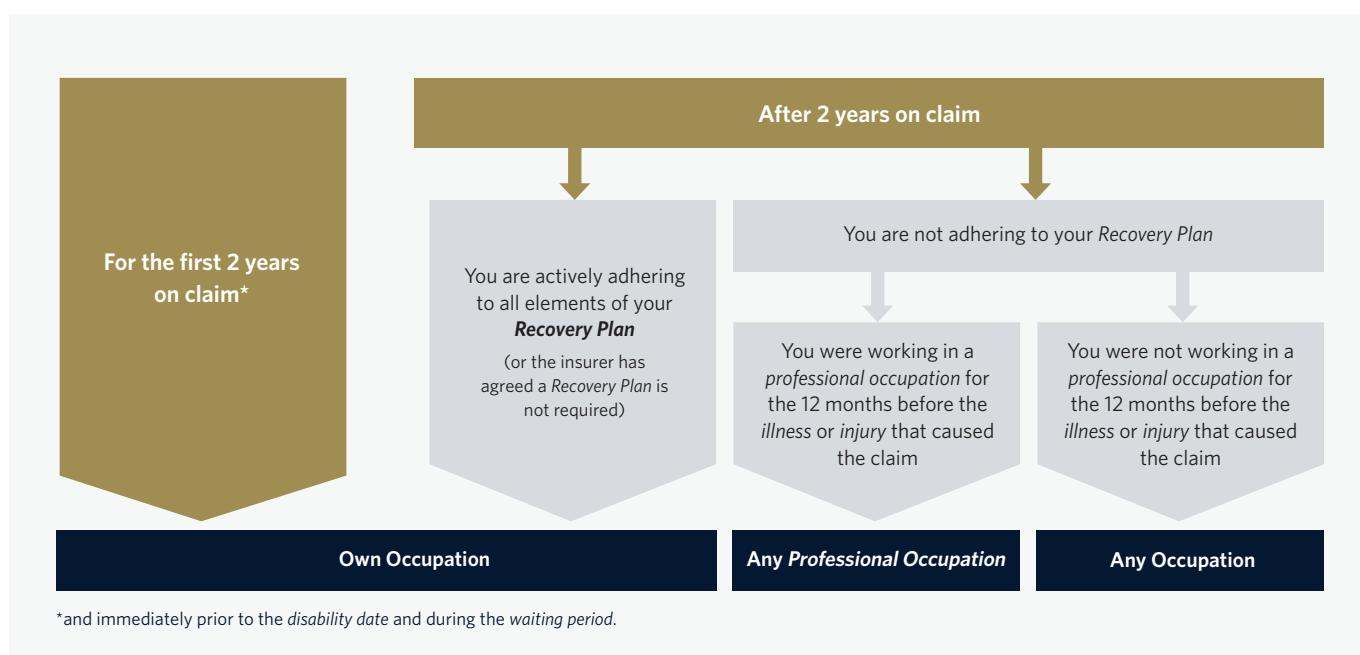 For the first 2 years
on claim*
After 2 years on claim
You are actively adhering
to all elements of your
Recovery Plan
(or the insurer has
agreed a Recovery Plan is
not required)
You are not adhering to your Recovery Plan
You were working in a
professional occupation for
the 12 months before the
illness or injury that caused
the claim
You were not working in a
professional occupation for
the 12 months before the
illness or injury that caused
the claim
Own Occupation
Any Professional Occupation
Any Occupation
*and immediately prior to the disability date and during the waiting period.